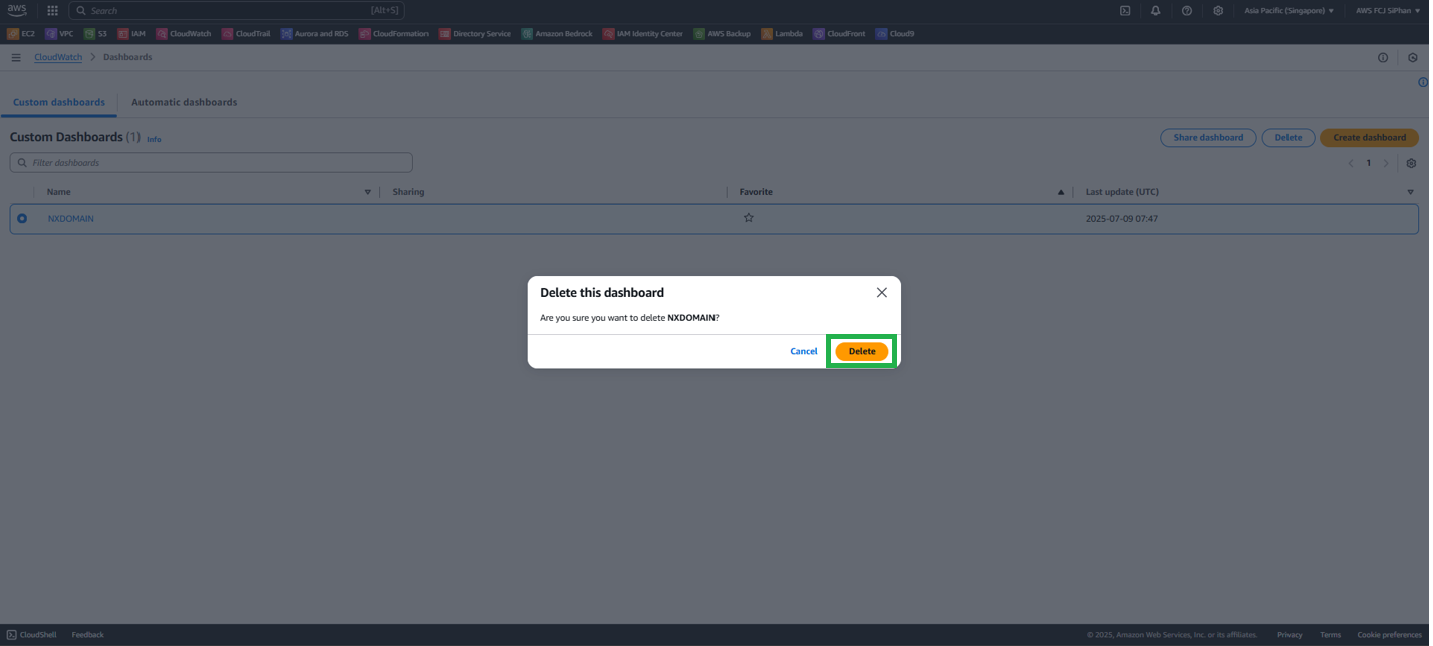 aws Search [Alt+S] Asia Pacific (Singapore) AWS FCJ SiPhan
EC2 VPC S3 IAM CloudWatch CloudTrail Aurora and RDS CloudFormation Directory Service Amazon Bedrock IAM Identity Center AWS Backup Lambda CloudFront Cloud9
CloudWatch > Dashboards
Custom dashboards Automatic dashboards
Custom Dashboards (1) Info Share dashboard Delete Create dashboard
Filter dashboards 1
Name Sharing Favorite Last update (UTC)
NXDOMAIN 2025-07-09 07:47
Delete this dashboard
Are you sure you want to delete NXDOMAIN?
Cancel Delete
CloudShell Feedback © 2025, Amazon Web Services, Inc. or its affiliates. Privacy Terms Cookie preferences